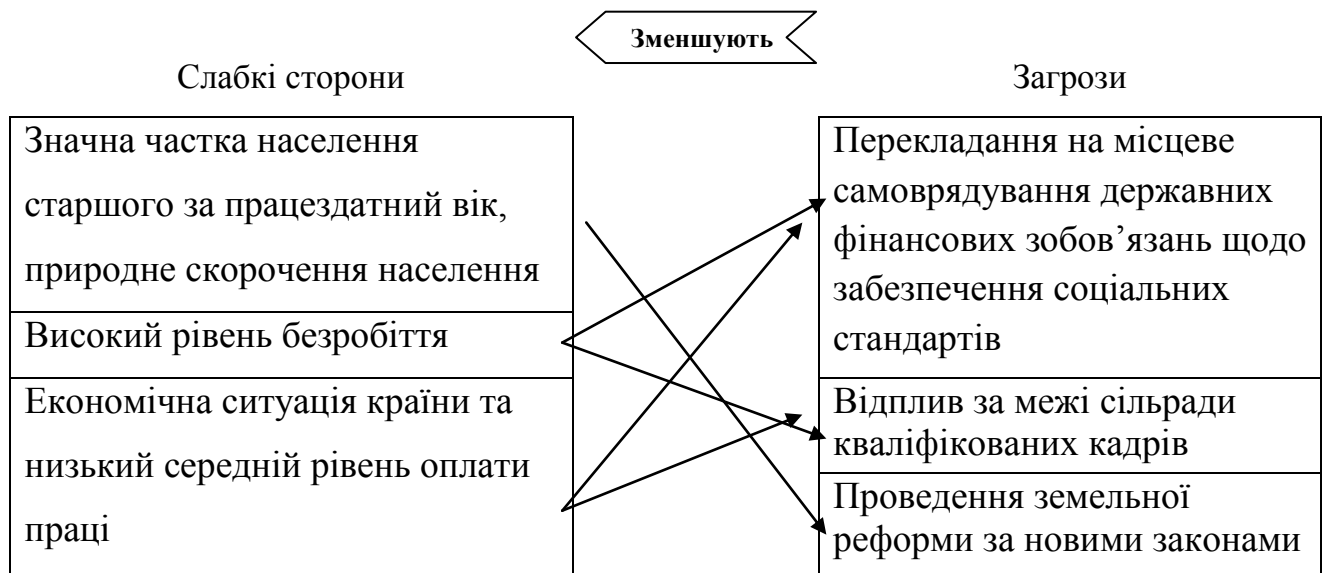 Зменшують
Слабкі сторони
Загрози
Значна частка населення
старшого за працездатний вік,
природне скорочення населення
Високий рівень безробіття
Економічна ситуація країни та
низький середній рівень оплати
праці
Перекладання на місцеве
самоврядування державних
фінансових зобов’язань щодо
забезпечення соціальних
стандартів
Відплив за межі сільради
кваліфікованих кадрів
Проведення земельної
реформи за новими законами